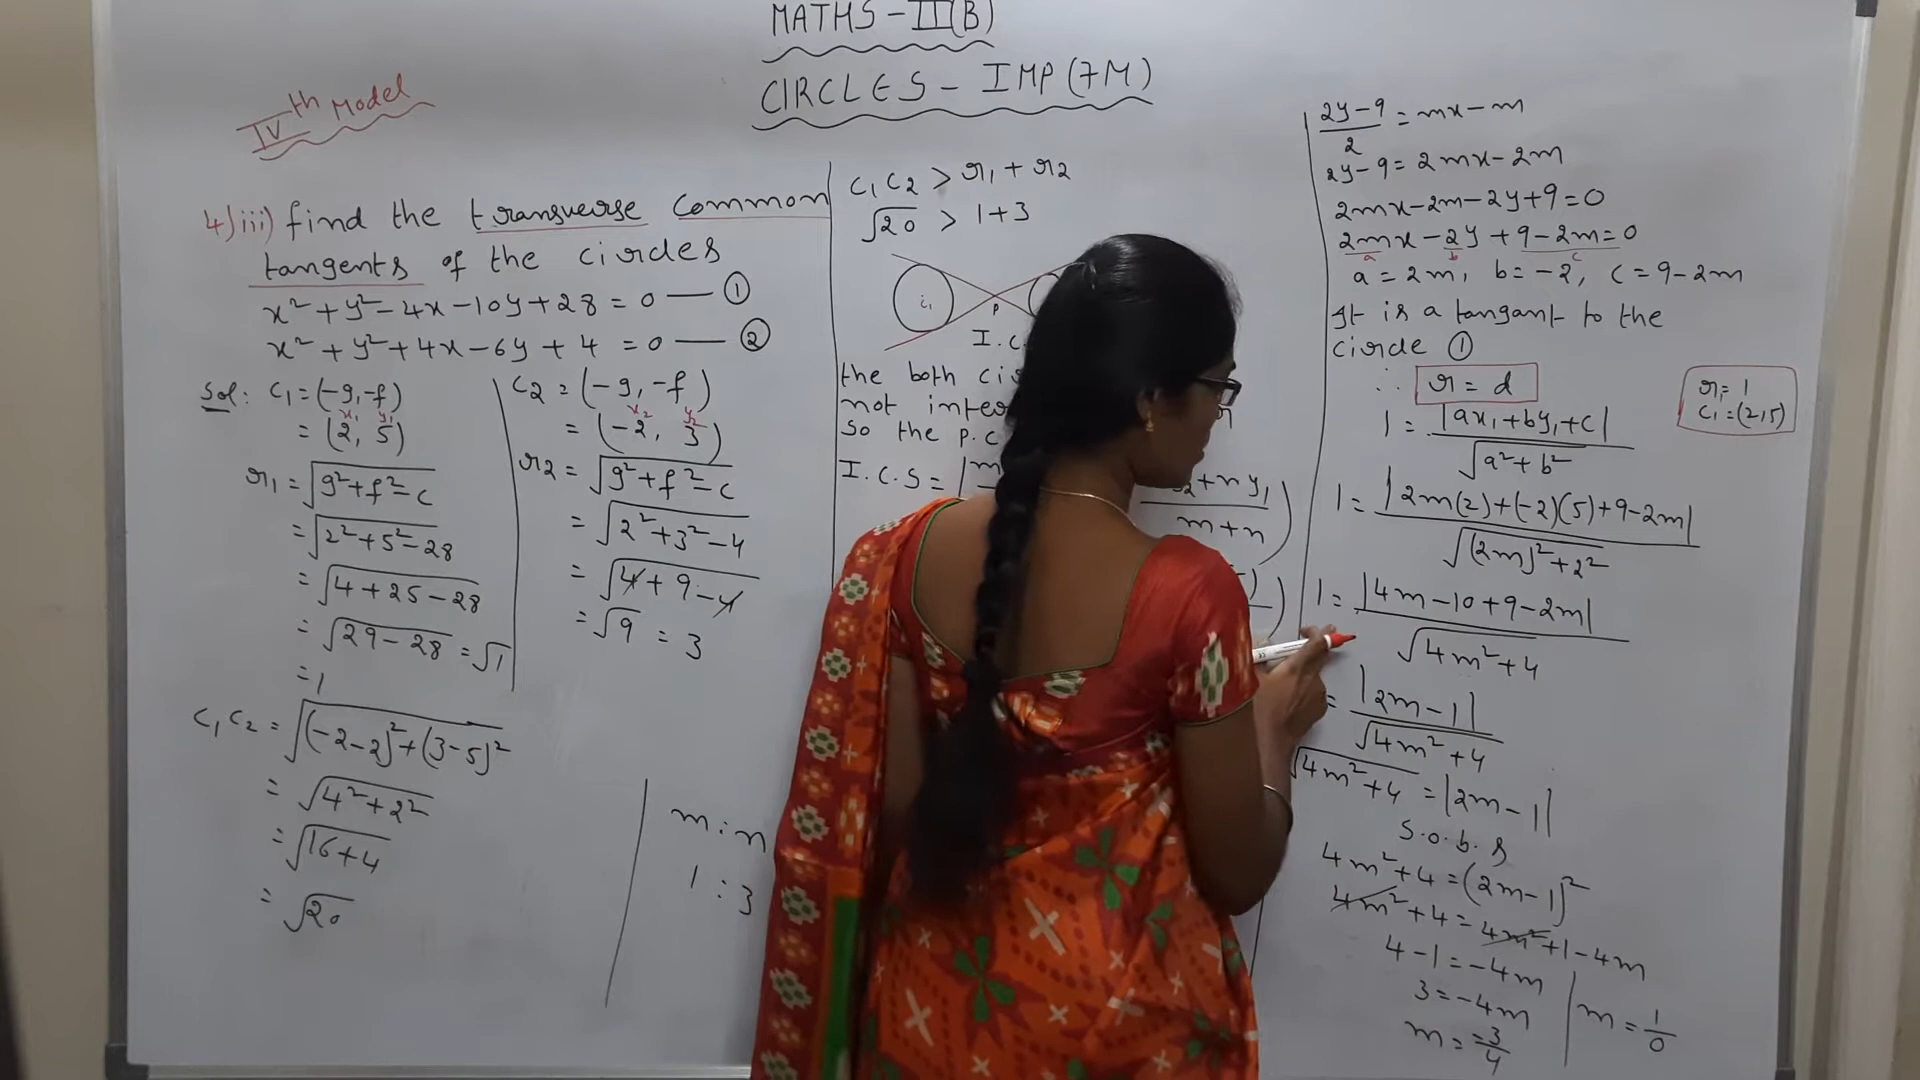 MATHS-II(B)
CIRCLES - IMP(7M)
IVth Model
4)iii) find the transverse common
tangents of the circles
x² + y² - 4x - 10y + 28 = 0 — ①
x² + y² + 4x - 6y + 4 = 0 — ②
Sol: C₁ = (-g, -f)
x₁ y₁
= (2, 5)
r₁ = √g²+f²-c
= √2²+5²-28
= √4+25-28
= √29-28 = √1
= 1
C₂ = (-g, -f)
x₂ y₂
= (-2, 3)
r₂ = √g²+f²-c
= √2²+3²-4
= √4+9-4
= √9 = 3
C₁C₂ = √(-2-2)²+(3-5)²
= √4²+2²
= √16+4
= √20
m : n
1 : 3
C₁C₂ > r₁ + r₂
√20 > 1+3
C₁
P
I.C.
the both
not
So the P.C
I.C.S =
+ny₁
m+n
2y-9/2 = mx-m
2y-9 = 2mx-2m
2mx-2m-2y+9=0
2mx-2y+9-2m=0
a b c
a = 2m, b = -2, c = 9-2m
It is a tangant to the
circle ①
∴ r = d
r₁ = 1
C₁ = (2,5)
1 = |ax₁+by₁+c|/√a²+b²
1 = |2m(2)+(-2)(5)+9-2m|/√(2m)²+2²
1 = |4m-10+9-2m|/√4m²+4
= |2m-1|/√4m²+4
√4m²+4 = |2m-1|
S.o.b.s
4m²+4 = (2m-1)²
4m²+4 = 4m²+1-4m
4-1 = -4m
3 = -4m
m = -3/4
m = 1/0